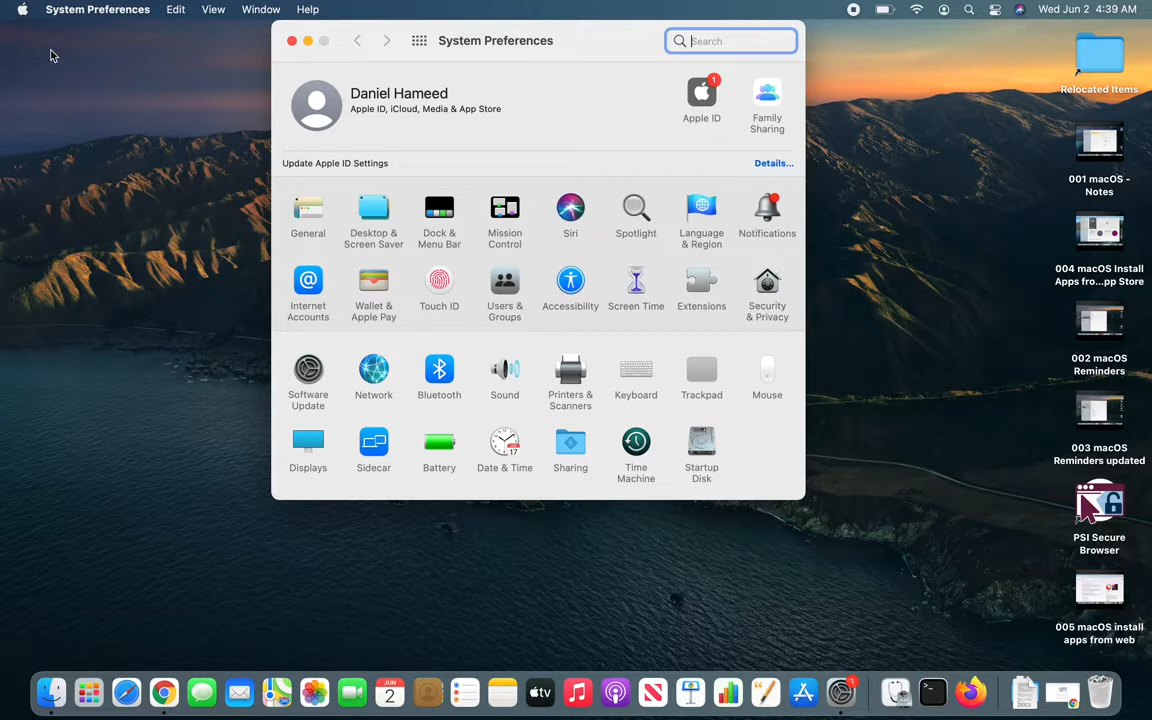 System Preferences Edit View Window Help Wed Jun 2 4:39 AM
System Preferences
Search
Daniel Hameed
Apple ID, iCloud, Media & App Store
1
Apple ID
Family
Sharing
Update Apple ID Settings
Details...
General
Desktop &
Screen Saver
Dock &
Menu Bar
Mission
Control
Siri
Spotlight
Language
& Region
Notifications
Internet
Accounts
Wallet &
Apple Pay
Touch ID
Users &
Groups
Accessibility
Screen Time
Extensions
Security
& Privacy
Software
Update
Network
Bluetooth
Sound
Printers &
Scanners
Keyboard
Trackpad
Mouse
Displays
Sidecar
Battery
17
Date & Time
Sharing
Time
Machine
Startup
Disk
Relocated Items
001 macOS -
Notes
004 macOS Install
Apps fro...pp Store
002 macOS
Reminders
003 macOS
Reminders updated
PSI Secure
Browser
005 macOS install
apps from web
JUN
2
tv
1